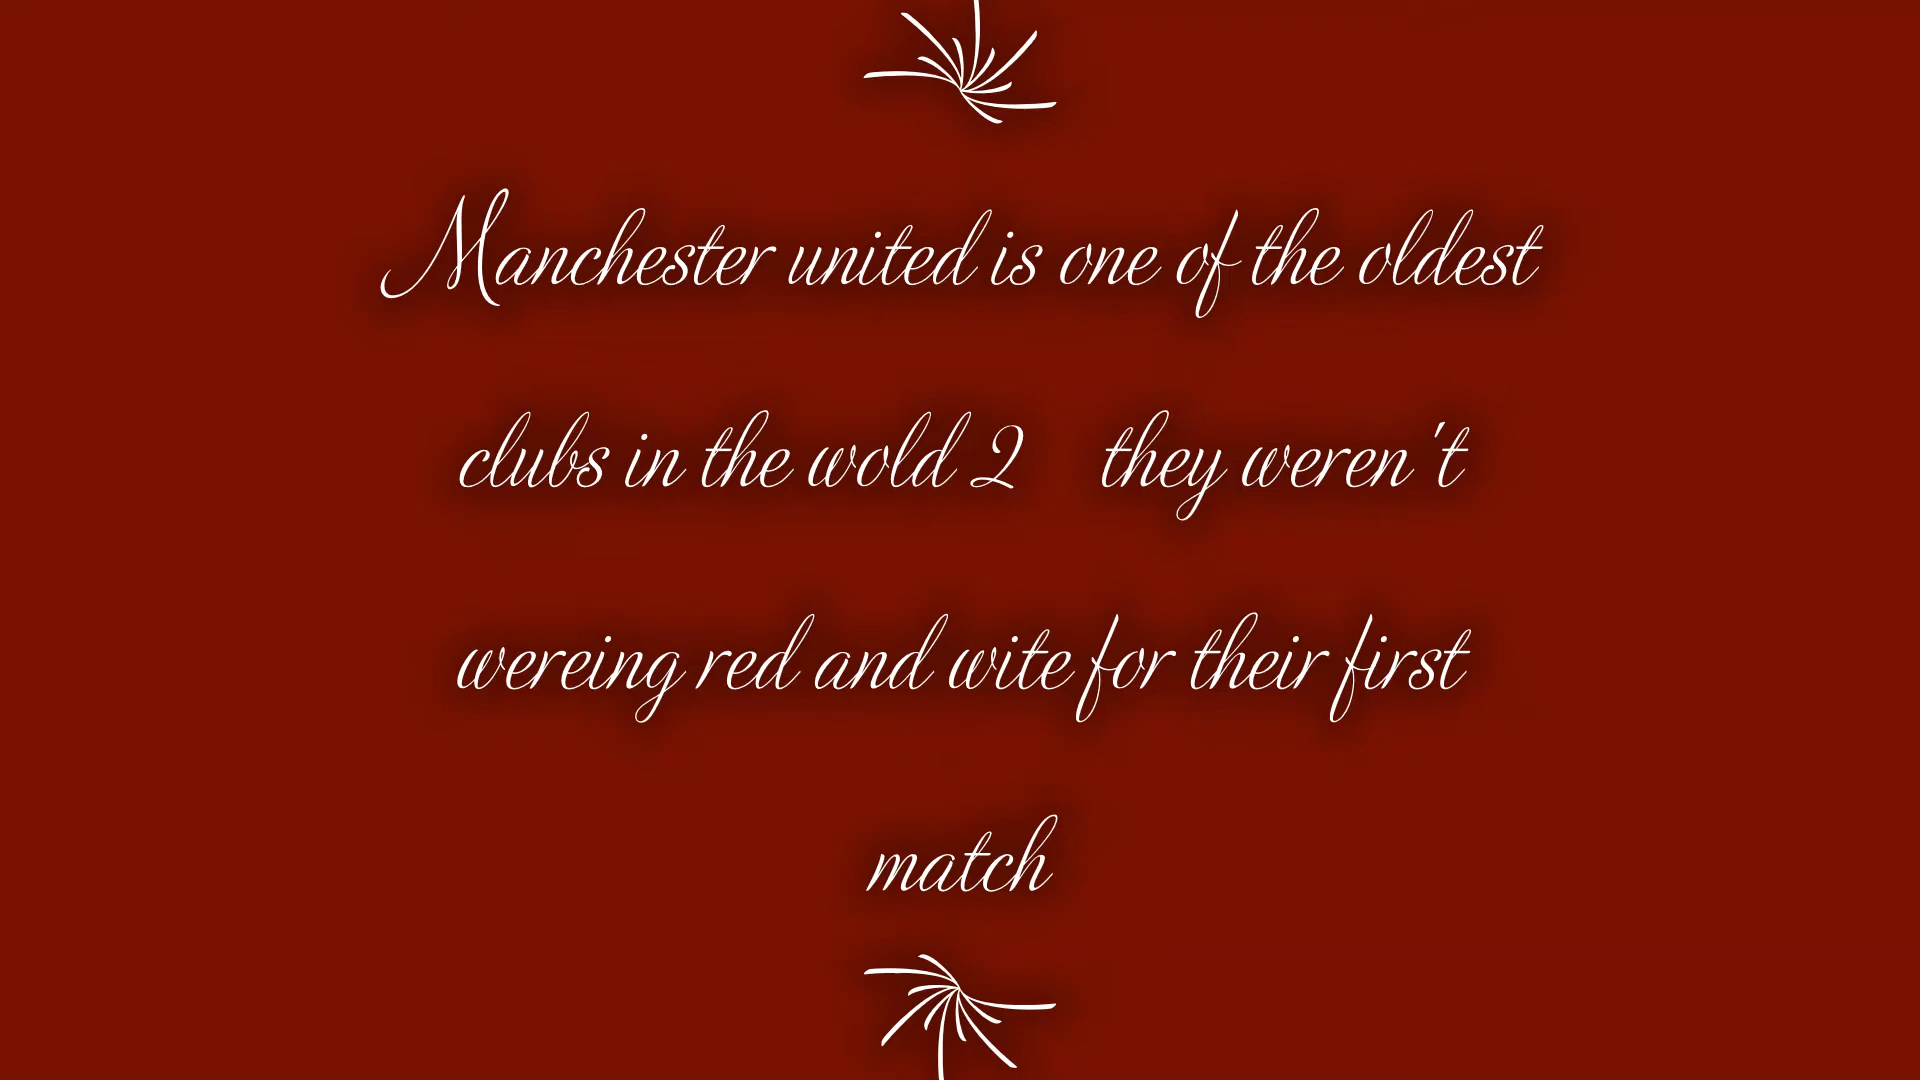 Manchester united is one of the oldest
clubs in the wold 2 they weren't
wereing red and wite for their first
match